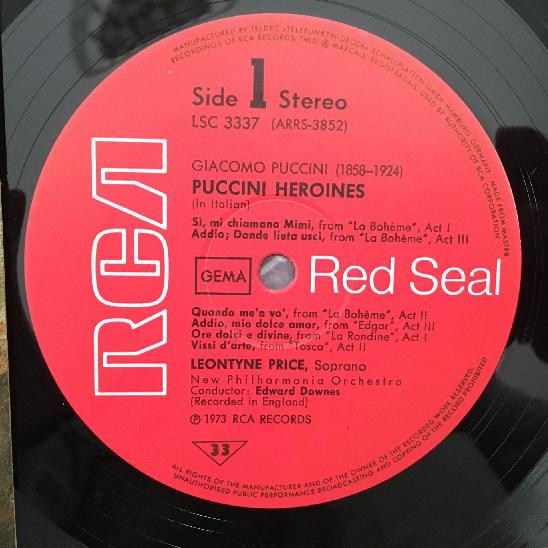 MANUFACTURED BY TELDEC »TELEFUNKEN-DECCA« SCHALLPLATTEN GMBH, HAMBURG, GERMANY · MADE FROM MASTER
RECORDINGS OF RCA RECORDS. TMKS: ® MARCA(S) REGISTRADA(S). USED BY AUTHORITY OF RCA CORPORATION
Side 1 Stereo
LSC 3337 (ARRS-3852)
GIACOMO PUCCINI (1858–1924)
PUCCINI HEROINES
(In Italian)
Sì, mi chiamano Mimì, from "La Bohème", Act I
Addio; Donde lieta usci, from "La Bohème", Act III
GEMA
Red Seal
RCA
Quando me'n vo', from "La Bohème", Act II
Addio, mio dolce amor, from "Edgar", Act III
Ore dolci e divine, from "La Rondine", Act I
Vissi d'arte, from "Tosca", Act II
LEONTYNE PRICE, Soprano
New Philharmonia Orchestra
Conductor: Edward Downes
(Recorded in England)
℗ 1973 RCA RECORDS
33
ALL RIGHTS OF THE MANUFACTURER AND OF THE OWNER OF THE RECORDED WORK RESERVED.
UNAUTHORISED PUBLIC PERFORMANCE BROADCASTING AND COPYING OF THE RECORD PROHIBITED